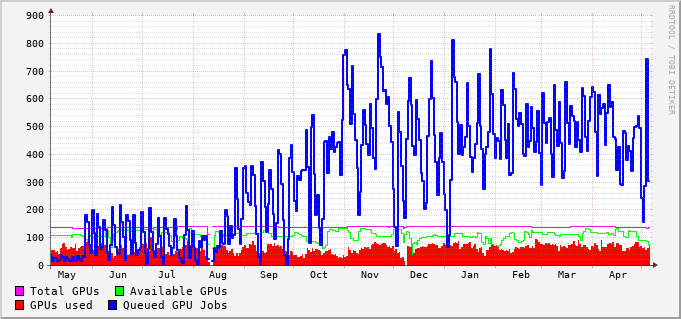 900
800
700
600
500
400
300
200
100
0
May Jun Jul Aug Sep Oct Nov Dec Jan Feb Mar Apr
Total GPUs Available GPUs
GPUs used Queued GPU Jobs
RRDTOOL / TOBI OETIKER